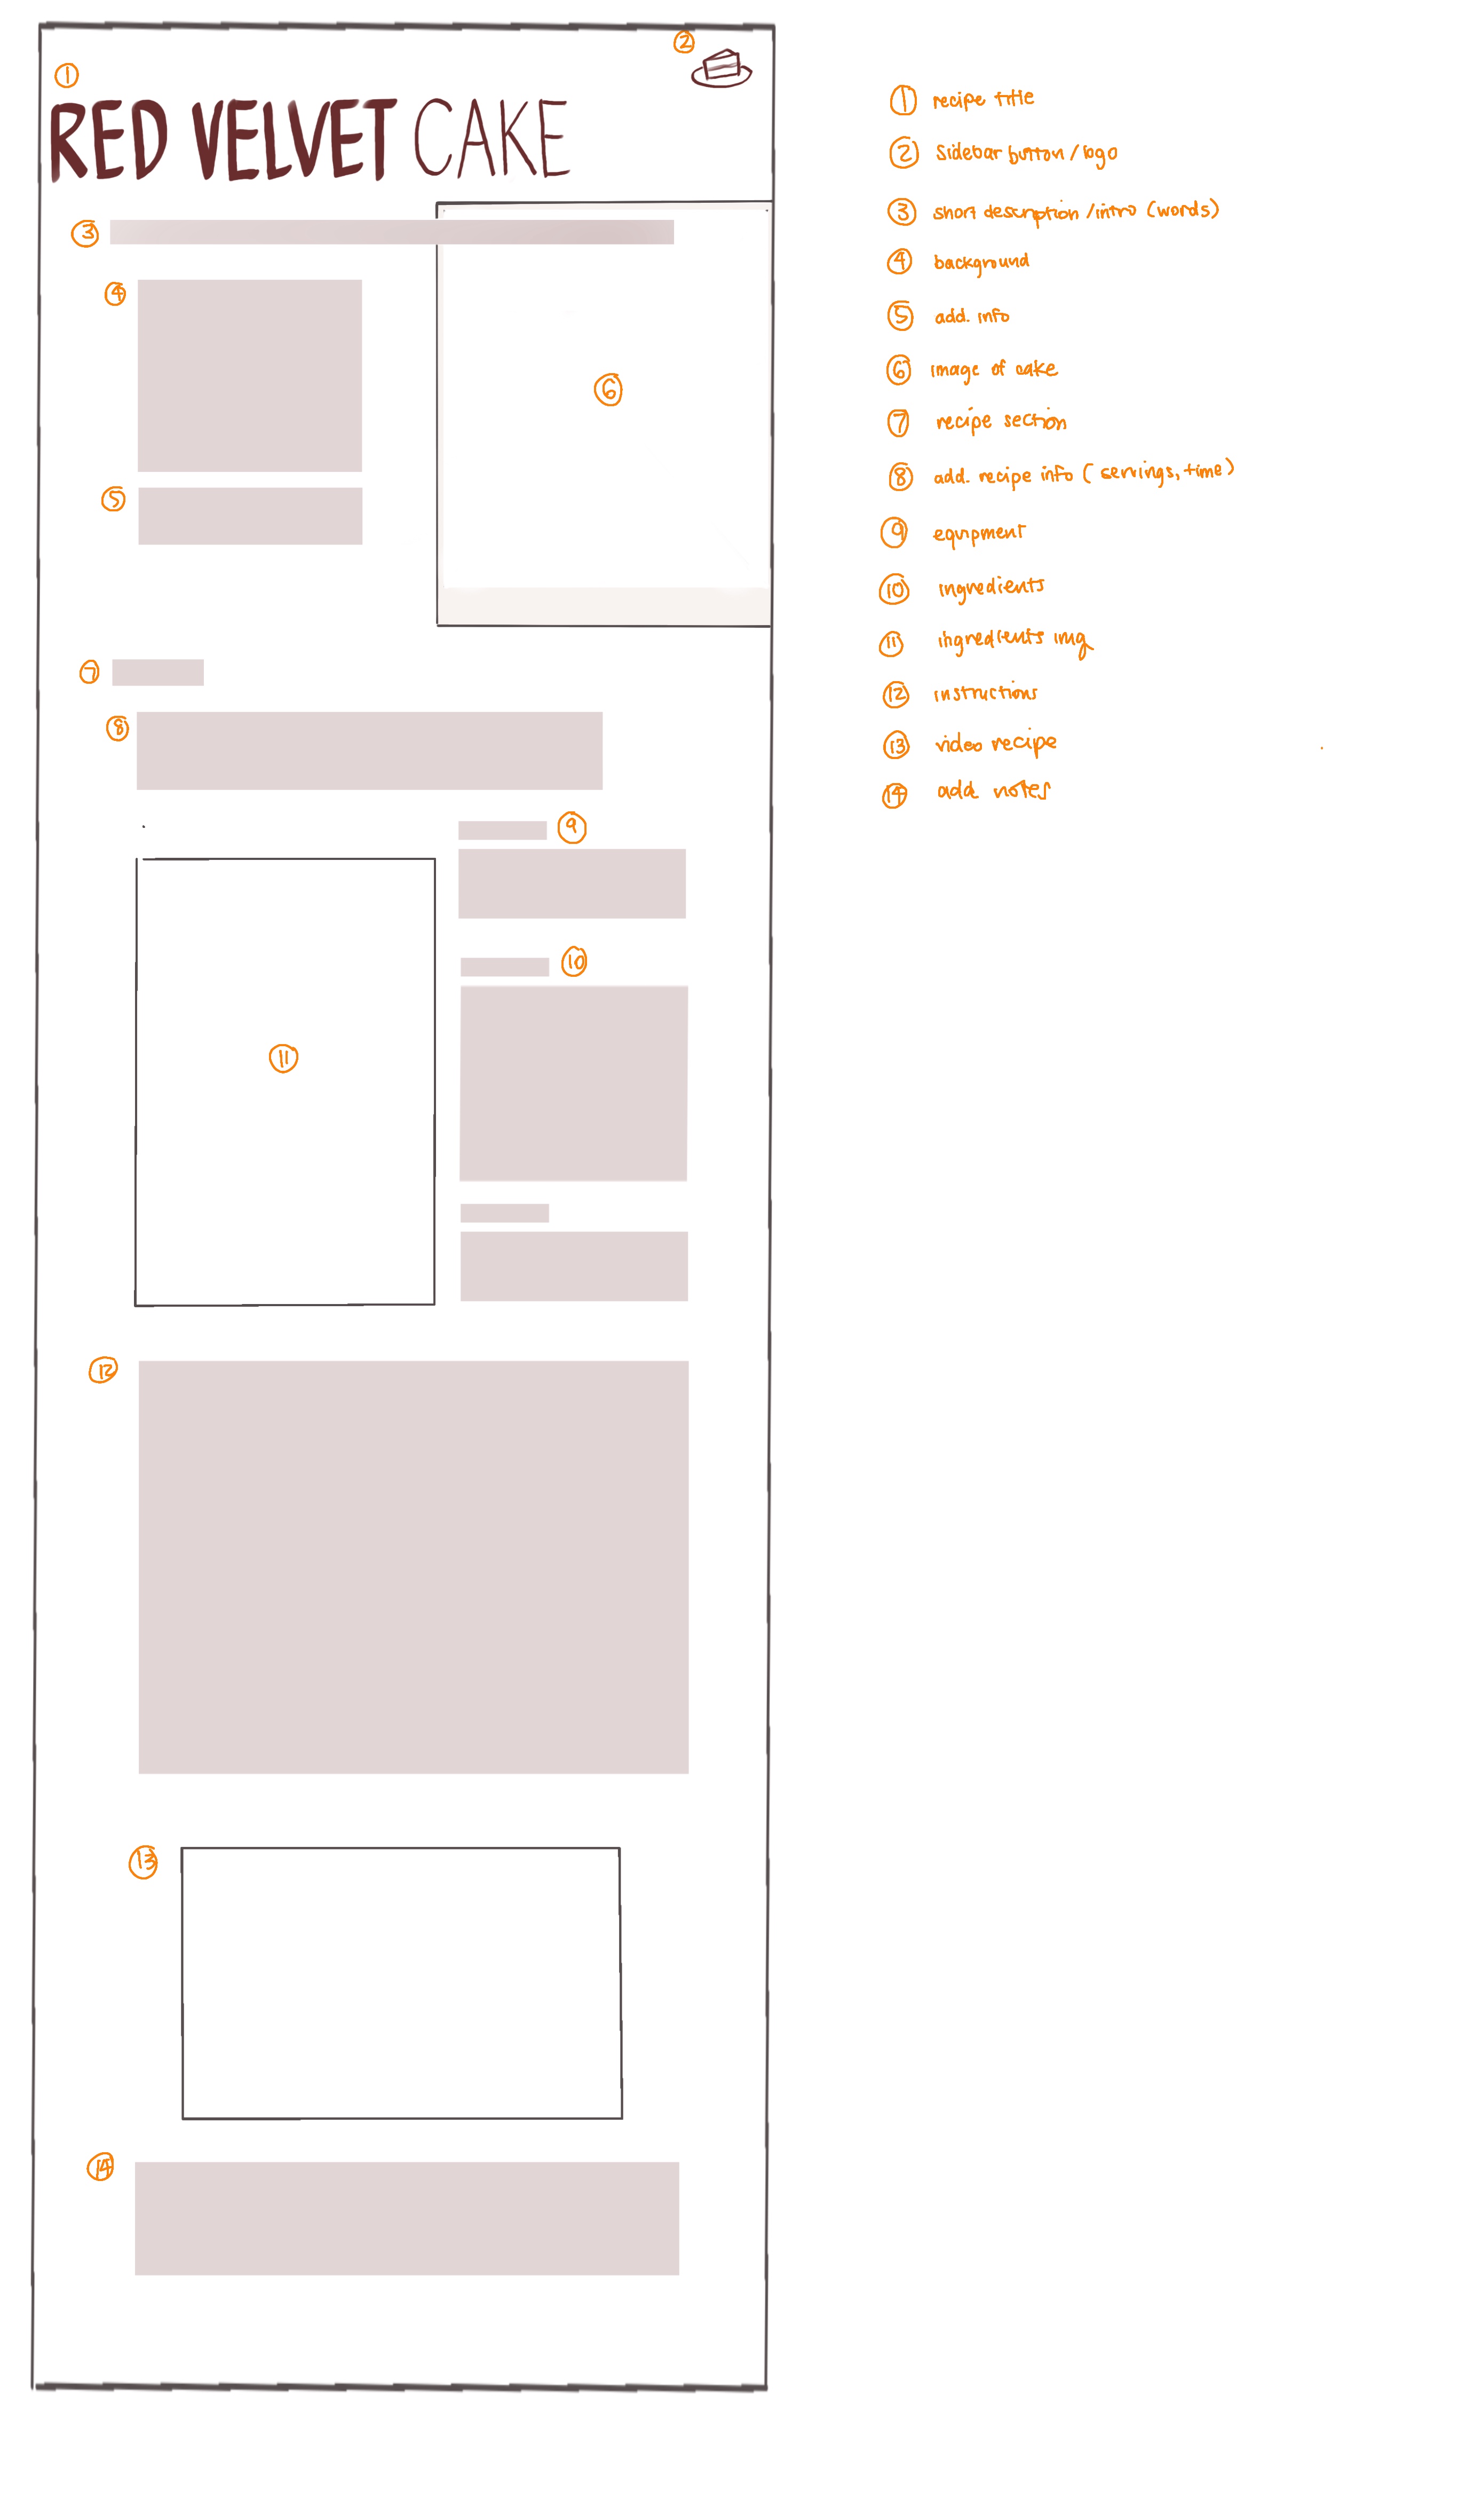 ②
①
RED VELVET CAKE
③
④
⑥
⑤
⑦
⑧
⑨
⑩
⑪
⑫
⑬
⑭
① recipe title
② sidebar button / logo
③ short description /intro (words)
④ background
⑤ add. info
⑥ image of cake
⑦ recipe section
⑧ add. recipe info ( servings, time)
⑨ equipment
⑩ ingredients
⑪ ingredients img
⑫ instructions
⑬ video recipe
⑭ add. notes